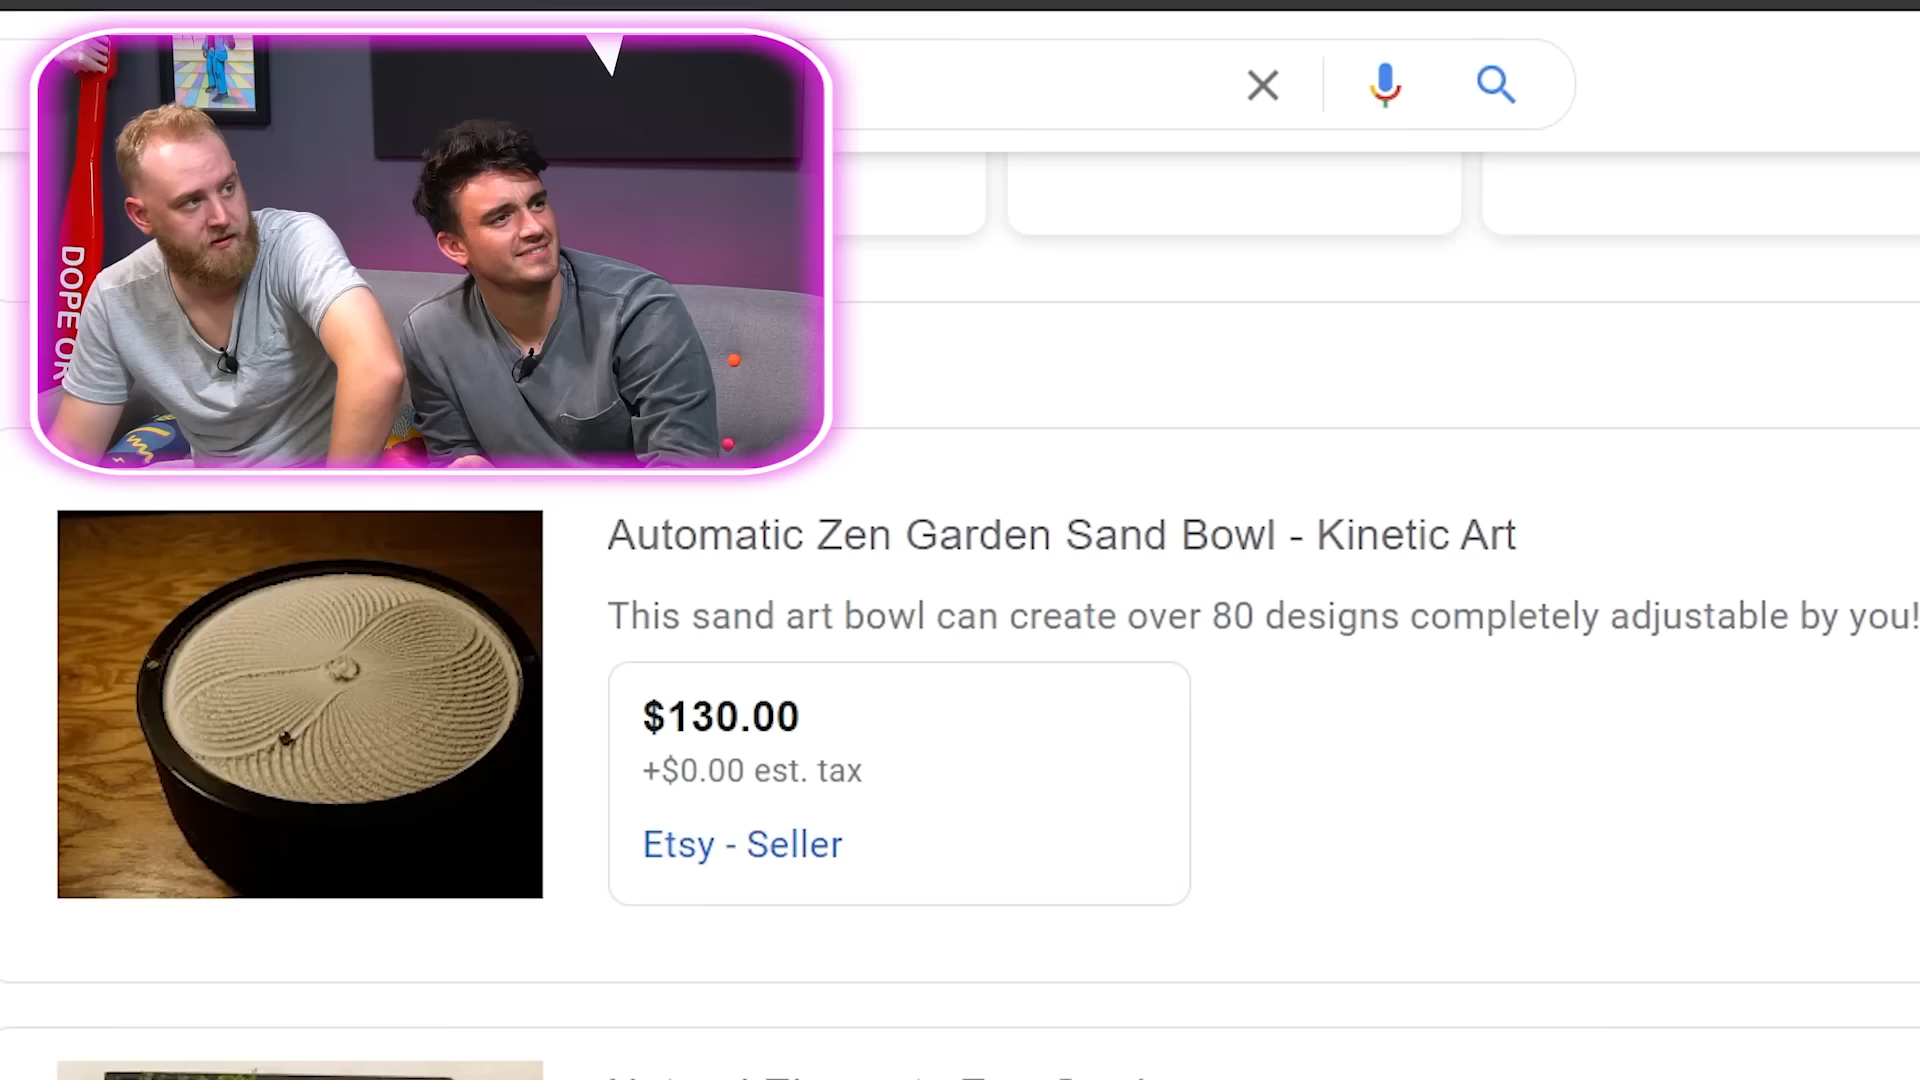 DOPE OR
Automatic Zen Garden Sand Bowl - Kinetic Art
This sand art bowl can create over 80 designs completely adjustable by you!
$130.00
+$0.00 est. tax
Etsy - Seller